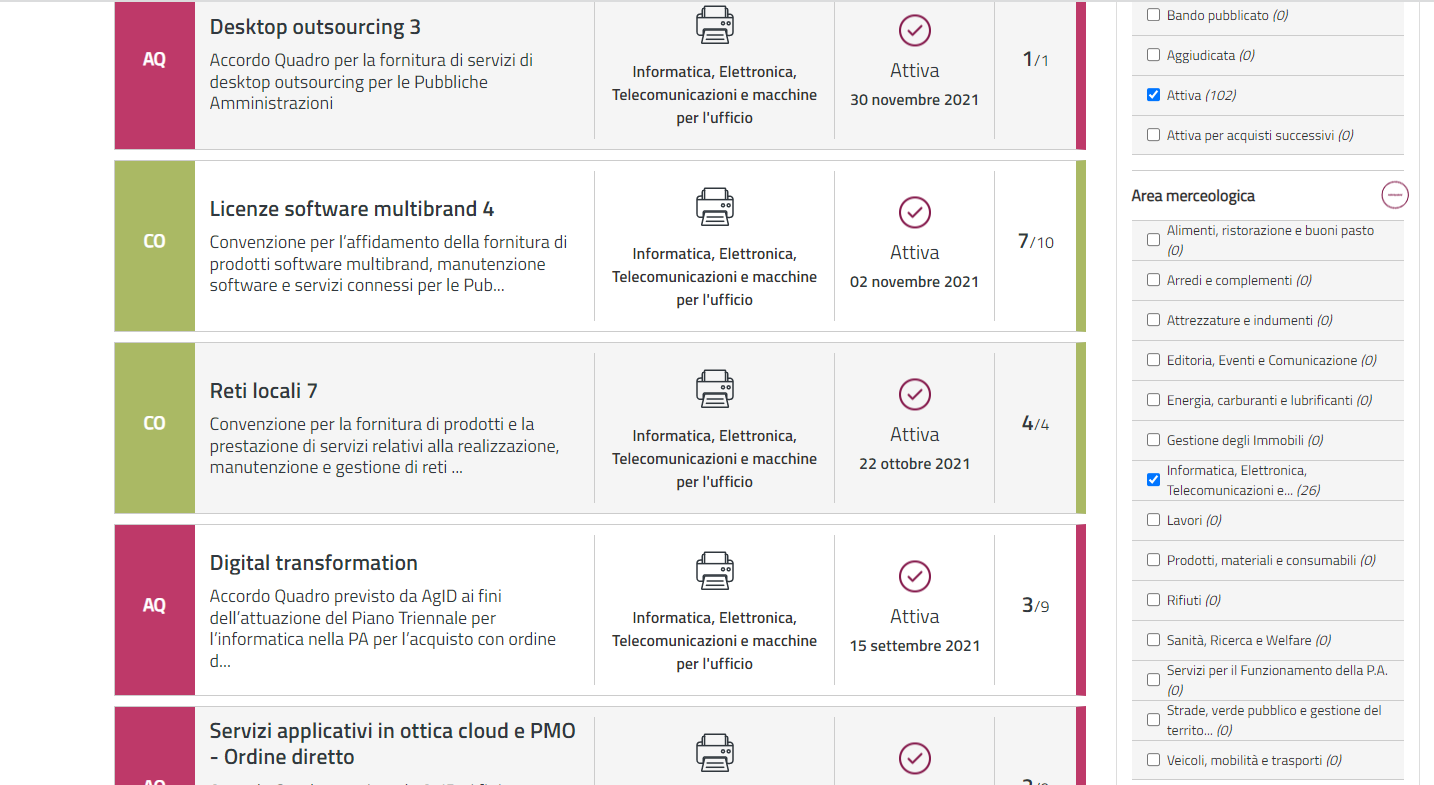 AQ
Desktop outsourcing 3
Accordo Quadro per la fornitura di servizi di
desktop outsourcing per le Pubbliche
Amministrazioni
Informatica, Elettronica,
Telecomunicazioni e macchine
per l'ufficio
Attiva
30 novembre 2021
1/1
CO
Licenze software multibrand 4
Convenzione per l’affidamento della fornitura di
prodotti software multibrand, manutenzione
software e servizi connessi per le Pub...
Informatica, Elettronica,
Telecomunicazioni e macchine
per l'ufficio
Attiva
02 novembre 2021
7/10
CO
Reti locali 7
Convenzione per la fornitura di prodotti e la
prestazione di servizi relativi alla realizzazione,
manutenzione e gestione di reti ...
Informatica, Elettronica,
Telecomunicazioni e macchine
per l'ufficio
Attiva
22 ottobre 2021
4/4
AQ
Digital transformation
Accordo Quadro previsto da AgID ai fini
dell’attuazione del Piano Triennale per
l’informatica nella PA per l’acquisto con ordine
d...
Informatica, Elettronica,
Telecomunicazioni e macchine
per l'ufficio
Attiva
15 settembre 2021
3/9
AQ
Servizi applicativi in ottica cloud e PMO
- Ordine diretto
Bando pubblicato (0)
Aggiudicata (0)
Attiva (102)
Attiva per acquisti successivi (0)
Area merceologica
Alimenti, ristorazione e buoni pasto
(0)
Arredi e complementi (0)
Attrezzature e indumenti (0)
Editoria, Eventi e Comunicazione (0)
Energia, carburanti e lubrificanti (0)
Gestione degli Immobili (0)
Informatica, Elettronica,
Telecomunicazioni e... (26)
Lavori (0)
Prodotti, materiali e consumabili (0)
Rifiuti (0)
Sanità, Ricerca e Welfare (0)
Servizi per il Funzionamento della P.A.
(0)
Strade, verde pubblico e gestione del
territo... (0)
Veicoli, mobilità e trasporti (0)